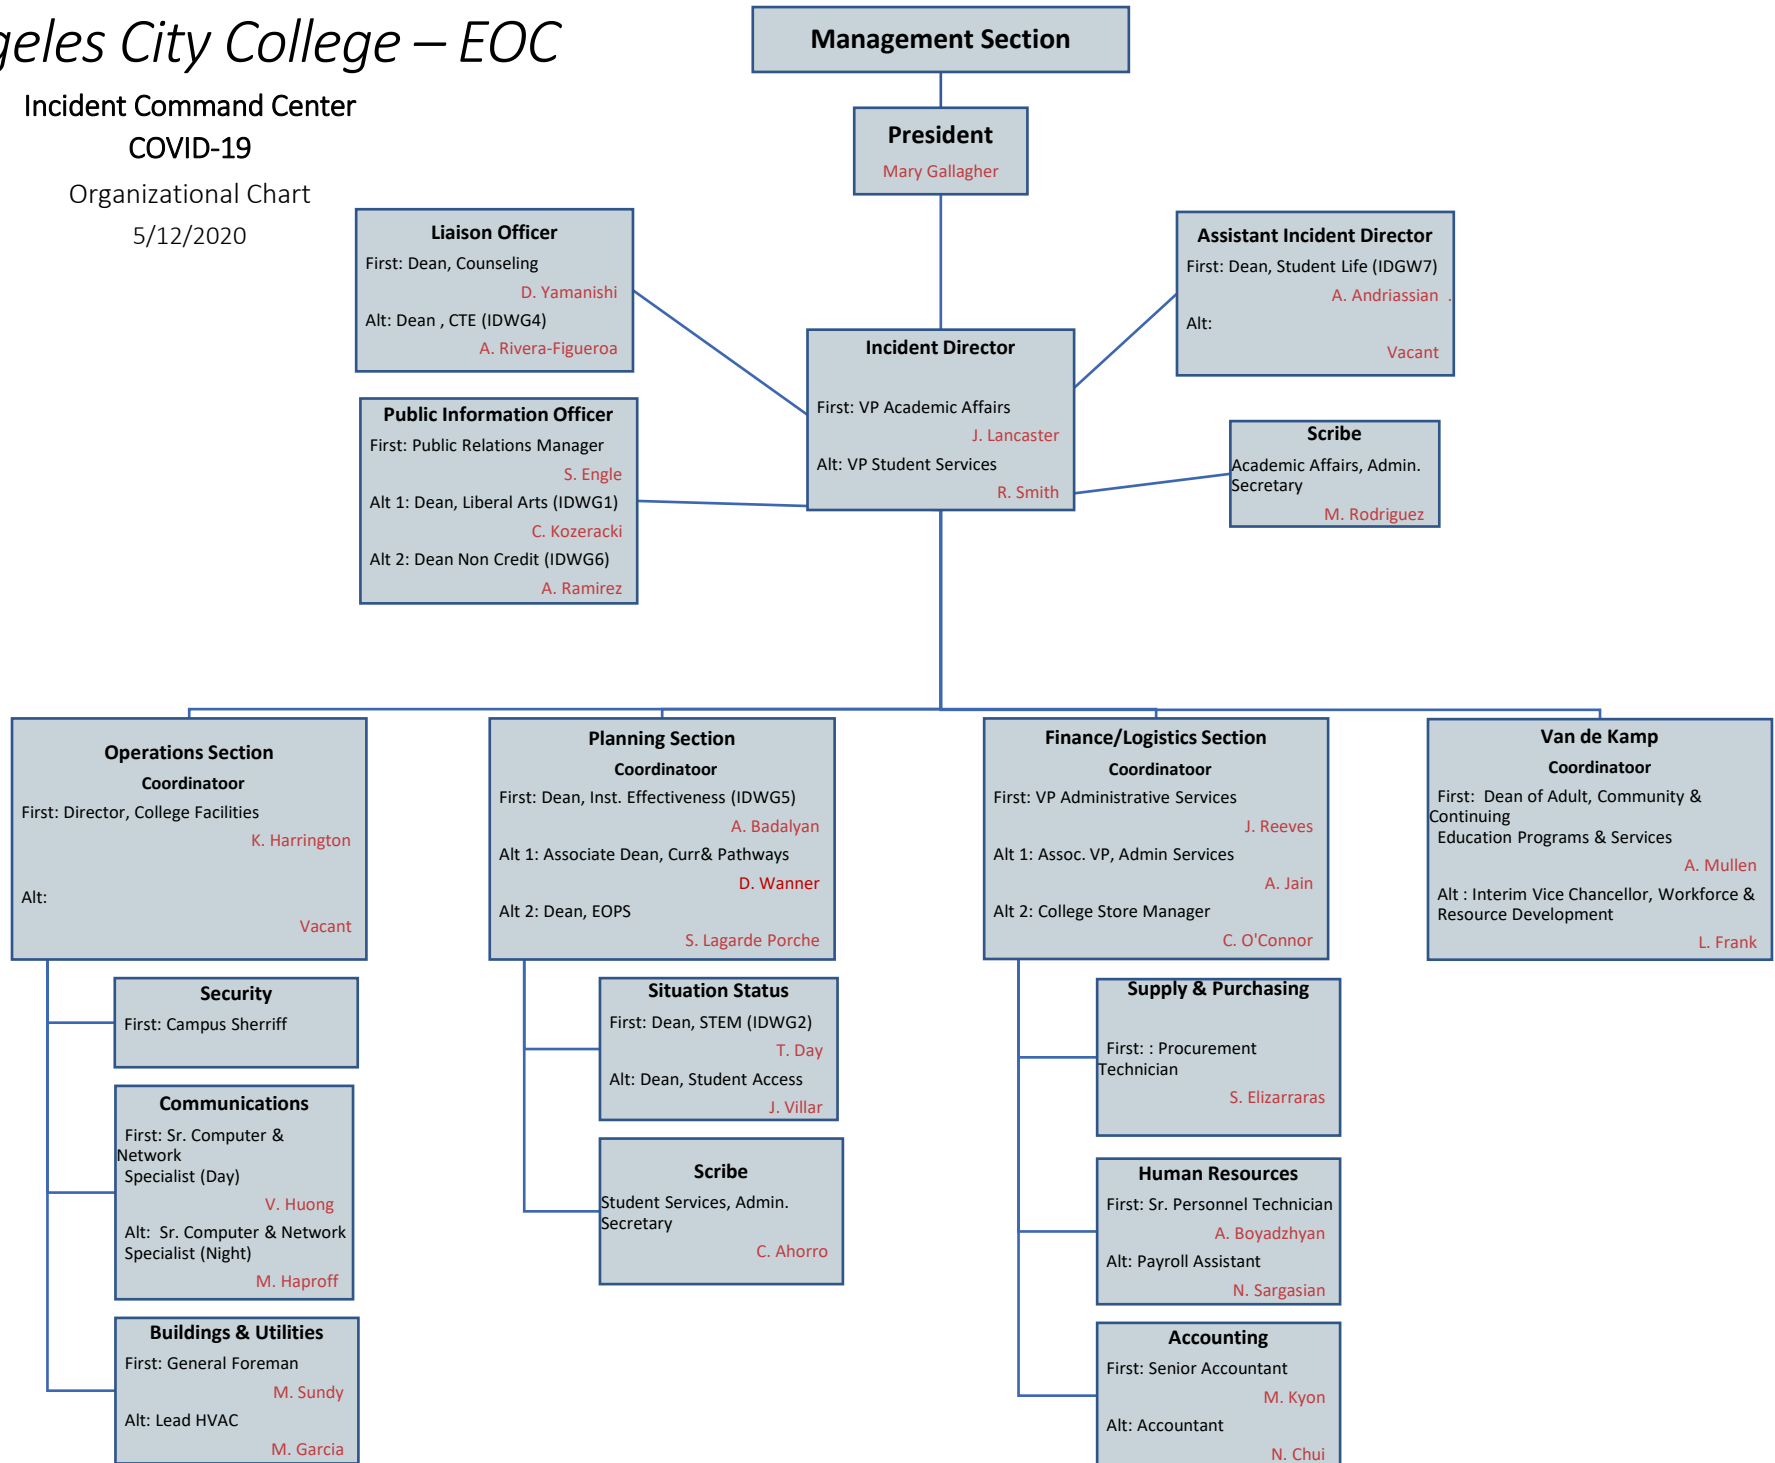 geles City College – EOC
Incident Command Center
COVID-19
Organizational Chart
5/12/2020
Management Section
President
Mary Gallagher
Liaison Officer
First: Dean, Counseling
D. Yamanishi
Alt: Dean , CTE (IDWG4)
A. Rivera-Figueroa
Assistant Incident Director
First: Dean, Student Life (IDGW7)
A. Andriassian .
Alt:
Vacant
Incident Director
First: VP Academic Affairs
J. Lancaster
Alt: VP Student Services
R. Smith
Public Information Officer
First: Public Relations Manager
S. Engle
Alt 1: Dean, Liberal Arts (IDWG1)
C. Kozeracki
Alt 2: Dean Non Credit (IDWG6)
A. Ramirez
Scribe
Academic Affairs, Admin.
Secretary
M. Rodriguez
Operations Section
Coordinatoor
First: Director, College Facilities
K. Harrington
Alt:
Vacant
Planning Section
Coordinatoor
First: Dean, Inst. Effectiveness (IDWG5)
A. Badalyan
Alt 1: Associate Dean, Curr& Pathways
D. Wanner
Alt 2: Dean, EOPS
S. Lagarde Porche
Finance/Logistics Section
Coordinatoor
First: VP Administrative Services
J. Reeves
Alt 1: Assoc. VP, Admin Services
A. Jain
Alt 2: College Store Manager
C. O'Connor
Van de Kamp
Coordinatoor
First: Dean of Adult, Community &
Continuing
Education Programs & Services
A. Mullen
Alt : Interim Vice Chancellor, Workforce &
Resource Development
L. Frank
Security
First: Campus Sherriff
Communications
First: Sr. Computer &
Network
Specialist (Day)
V. Huong
Alt: Sr. Computer & Network
Specialist (Night)
M. Haproff
Buildings & Utilities
First: General Foreman
M. Sundy
Alt: Lead HVAC
M. Garcia
Situation Status
First: Dean, STEM (IDWG2)
T. Day
Alt: Dean, Student Access
J. Villar
Scribe
Student Services, Admin.
Secretary
C. Ahorro
Supply & Purchasing
First: : Procurement
Technician
S. Elizarraras
Human Resources
First: Sr. Personnel Technician
A. Boyadzhyan
Alt: Payroll Assistant
N. Sargasian
Accounting
First: Senior Accountant
M. Kyon
Alt: Accountant
N. Chui